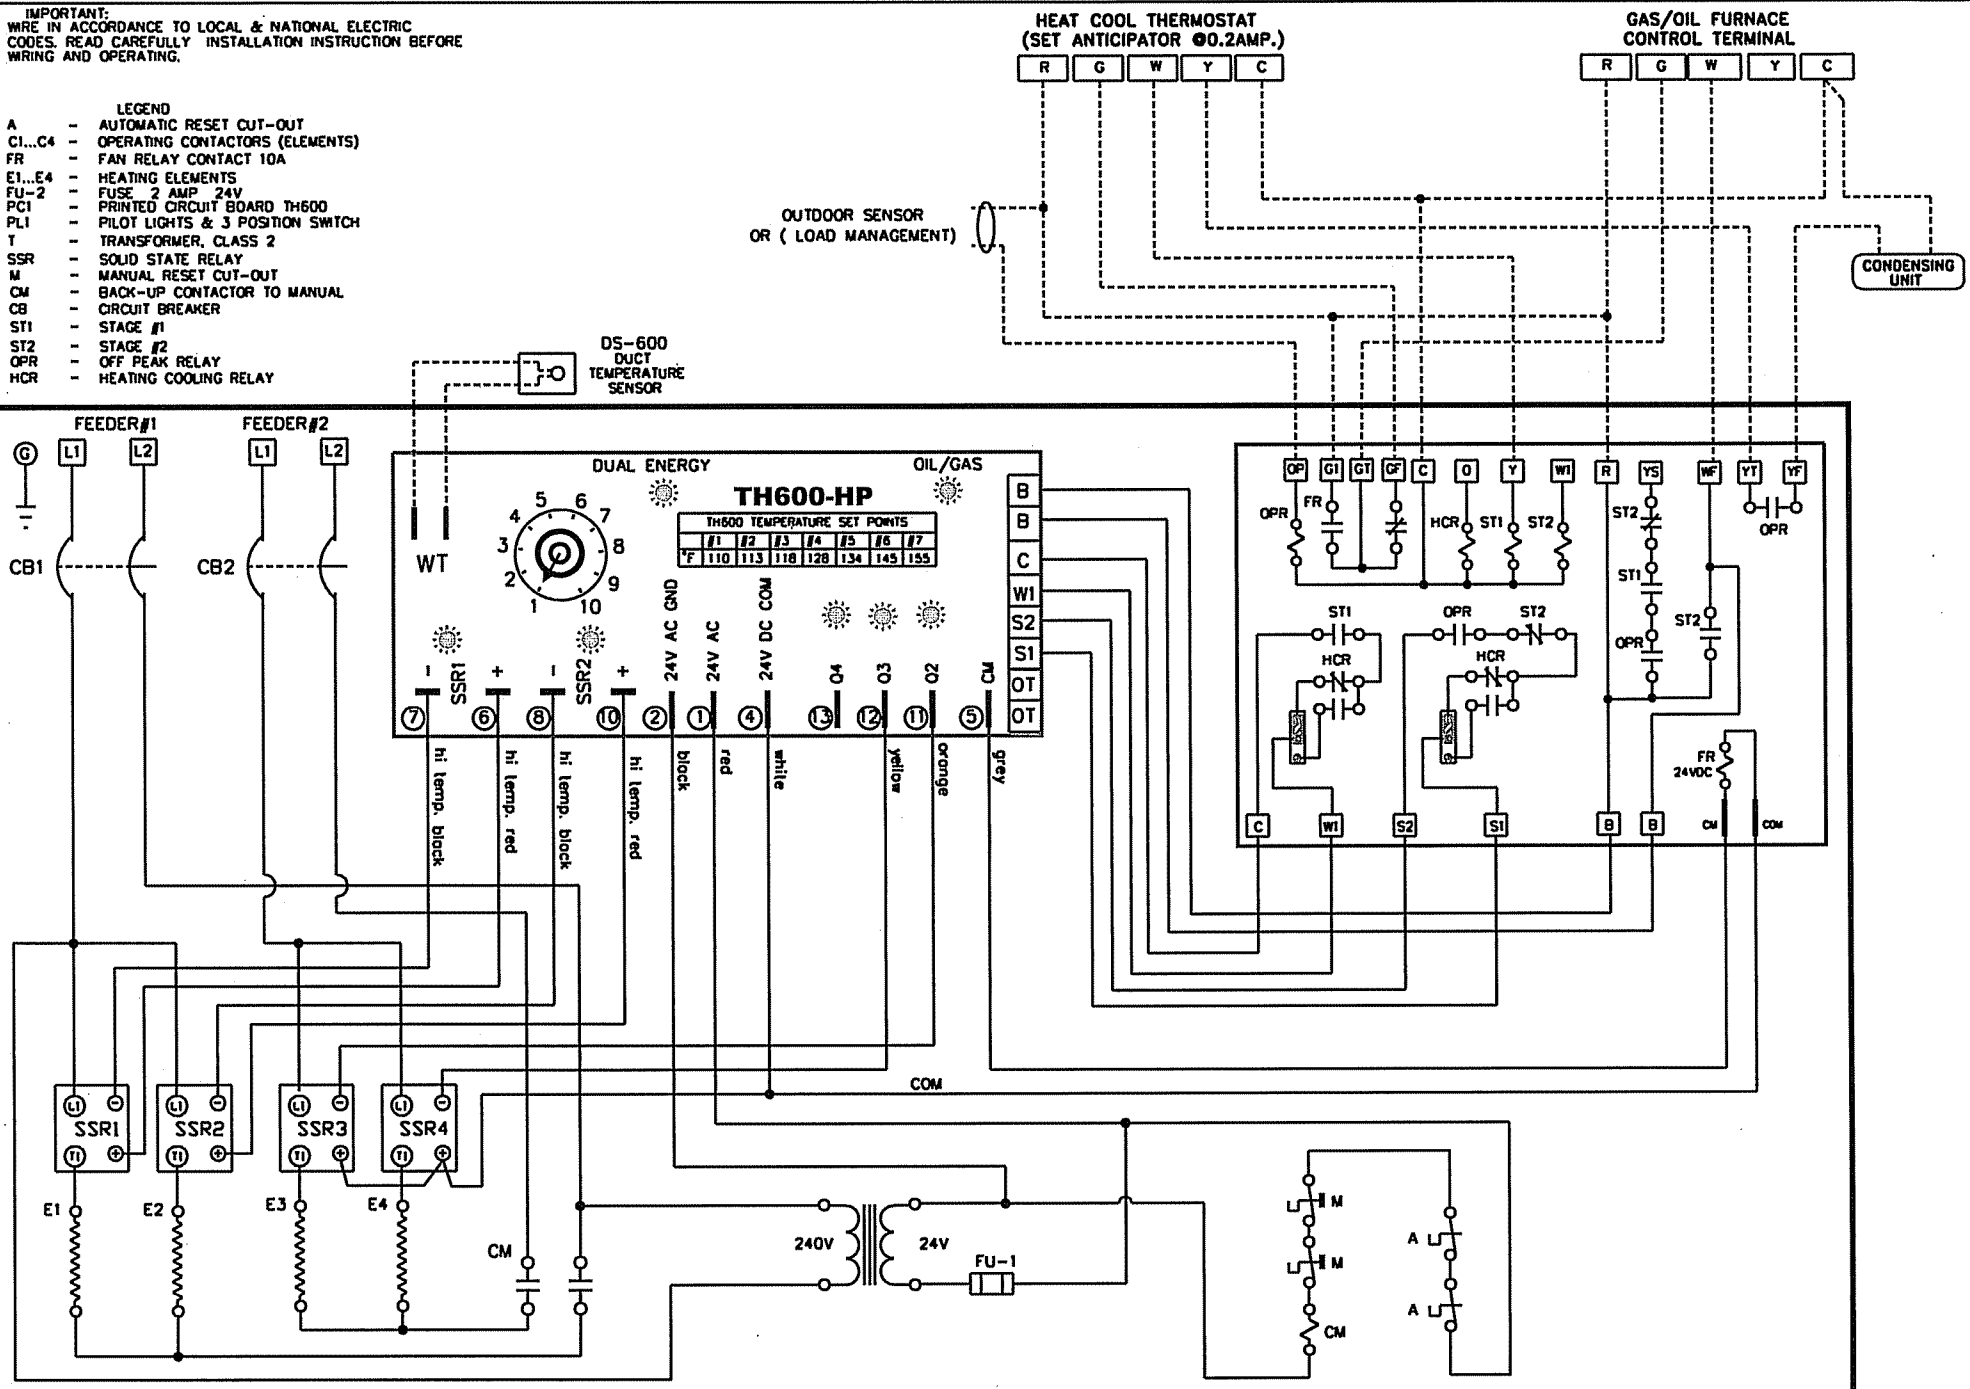 IMPORTANT:
WIRE IN ACCORDANCE TO LOCAL & NATIONAL ELECTRIC
CODES. READ CAREFULLY INSTALLATION INSTRUCTION BEFORE
WIRING AND OPERATING.
HEAT COOL THERMOSTAT
(SET ANTICIPATOR @0.2AMP.)
R G W Y C
GAS/OIL FURNACE
CONTROL TERMINAL
R G W Y C
LEGEND
A - AUTOMATIC RESET CUT-OUT
C1...C4 - OPERATING CONTACTORS (ELEMENTS)
FR - FAN RELAY CONTACT 10A
E1...E4 - HEATING ELEMENTS
FU-2 - FUSE 2 AMP 24V
PC1 - PRINTED CIRCUIT BOARD TH600
PL1 - PILOT LIGHTS & 3 POSITION SWITCH
T - TRANSFORMER, CLASS 2
SSR - SOLID STATE RELAY
M - MANUAL RESET CUT-OUT
CM - BACK-UP CONTACTOR TO MANUAL
CB - CIRCUIT BREAKER
ST1 - STAGE #1
ST2 - STAGE #2
OPR - OFF PEAK RELAY
HCR - HEATING COOLING RELAY
OUTDOOR SENSOR
OR ( LOAD MANAGEMENT)
CONDENSING
UNIT
DS-600
DUCT
TEMPERATURE
SENSOR
FEEDER#1
FEEDER#2
G L1 L2 L1 L2
CB1
CB2
WT
DUAL ENERGY
OIL/GAS
TH600-HP
TH600 TEMPERATURE SET POINTS
#1 #2 #3 #4 #5 #6 #7
°F 110 113 118 128 134 145 155
1 2 3 4 5 6 7 8 9 10
B
B
C
W1
S2
S1
OT
OT
- SSR1 +
- SSR2 +
24V AC GND
24V AC
24V DC COM
Q4
Q3
Q2
CM
7 6 8 10 2 1 4 13 12 11 5
hi temp. black
hi temp. red
hi temp. black
hi temp. red
black
red
white
yellow
orange
grey
OP G1 GT GF C O Y W1 R YS WF YT YF
OPR
FR
HCR
ST1
ST2
ST2
OPR
ST1
OPR
ST2
ST1
HCR
OPR
ST2
HCR
FR
24VDC
C W1 S2 S1 B B CM COM
COM
L1 - L1 - L1 - L1 -
SSR1 SSR2 SSR3 SSR4
T1 + T1 + T1 + T1 +
E1
E2
E3
E4
CM
240V
24V
FU-1
M
M
CM
A
A